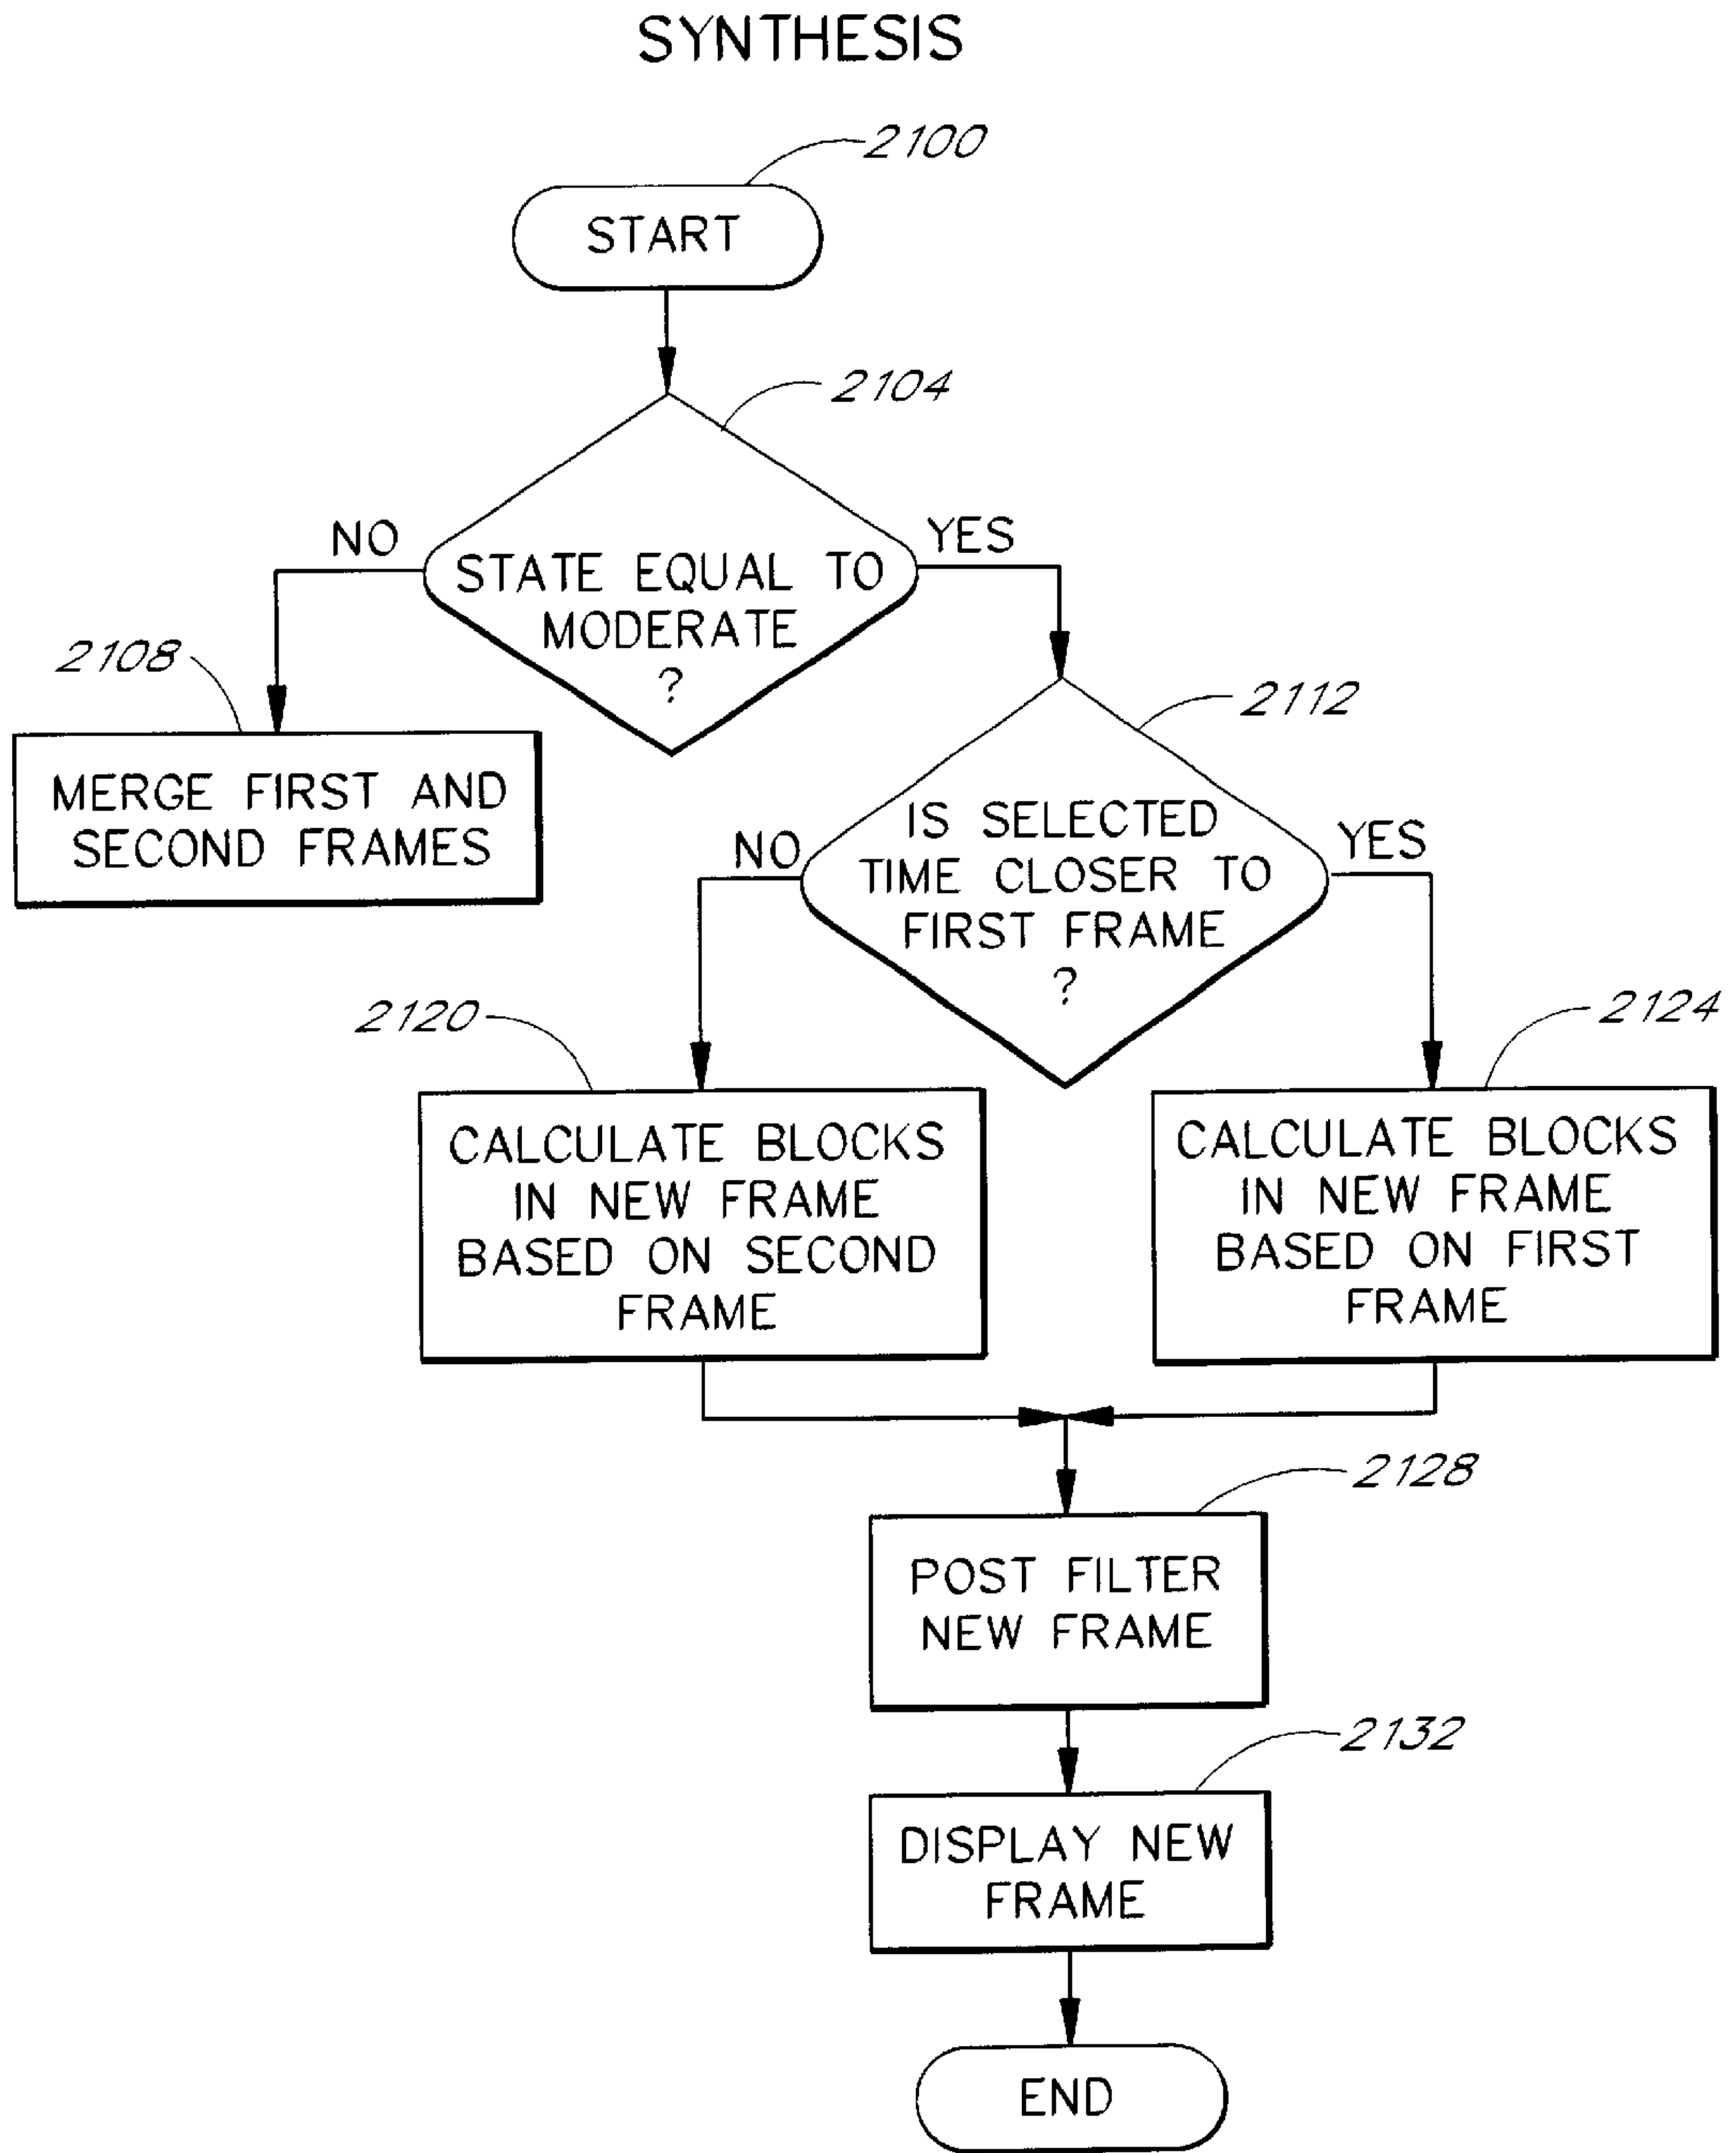 SYNTHESIS
2100
START
2104
NO
YES
STATE EQUAL TO
MODERATE
?
2108
MERGE FIRST AND
SECOND FRAMES
2112
NO
YES
IS SELECTED
TIME CLOSER TO
FIRST FRAME
?
2120
CALCULATE BLOCKS
IN NEW FRAME
BASED ON SECOND
FRAME
2124
CALCULATE BLOCKS
IN NEW FRAME
BASED ON FIRST
FRAME
2128
POST FILTER
NEW FRAME
2132
DISPLAY NEW
FRAME
END